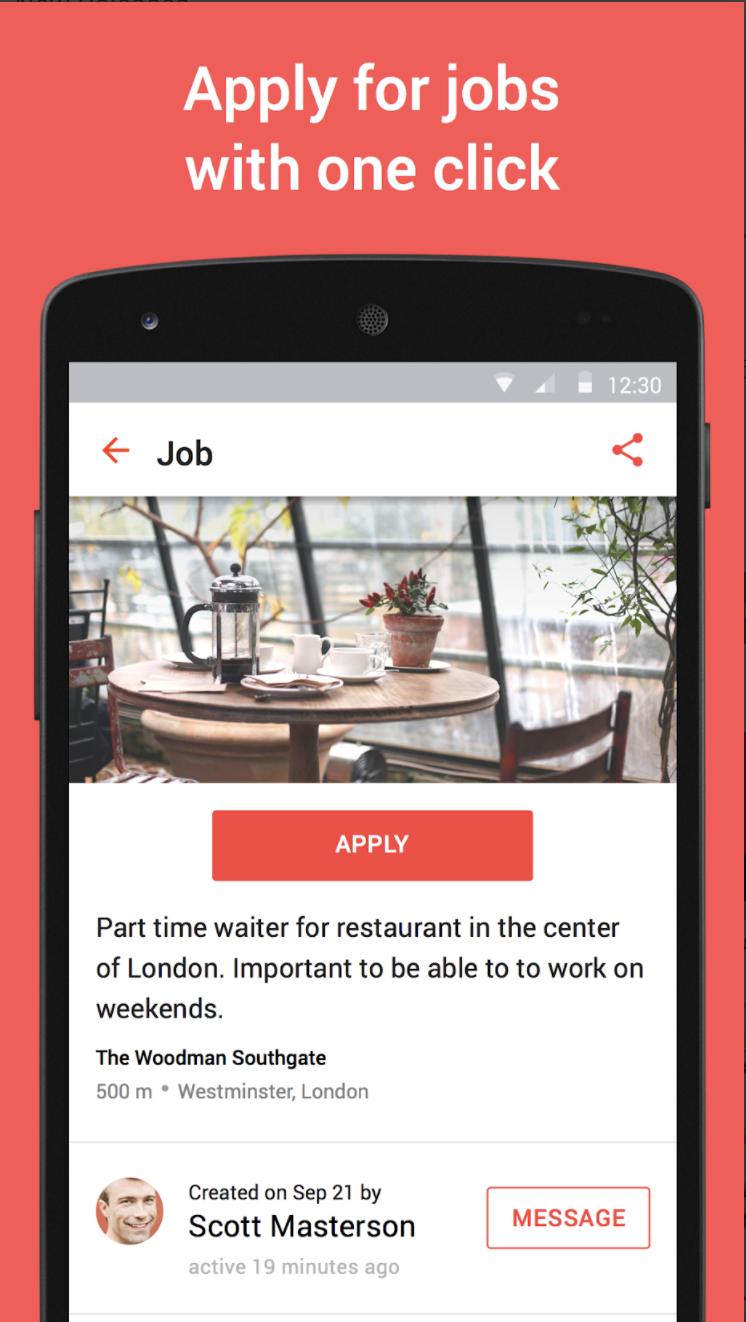 Apply for jobs
with one click
12:30
Job
APPLY
Part time waiter for restaurant in the center
of London. Important to be able to to work on
weekends.
The Woodman Southgate
500 m • Westminster, London
Created on Sep 21 by
Scott Masterson
MESSAGE
active 19 minutes ago